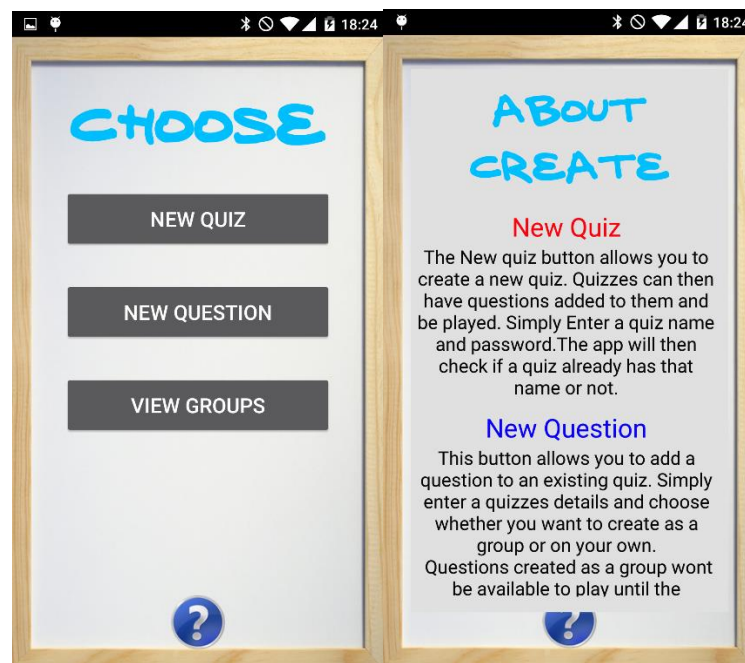 18:24
CHOOSE
NEW QUIZ
NEW QUESTION
VIEW GROUPS
?
18:24
ABOUT
CREATE
New Quiz
The New quiz button allows you to
create a new quiz. Quizzes can then
have questions added to them and
be played. Simply Enter a quiz name
and password.The app will then
check if a quiz already has that
name or not.
New Question
This button allows you to add a
question to an existing quiz. Simply
enter a quizzes details and choose
whether you want to create as a
group or on your own.
Questions created as a group wont
be available to play until the
?